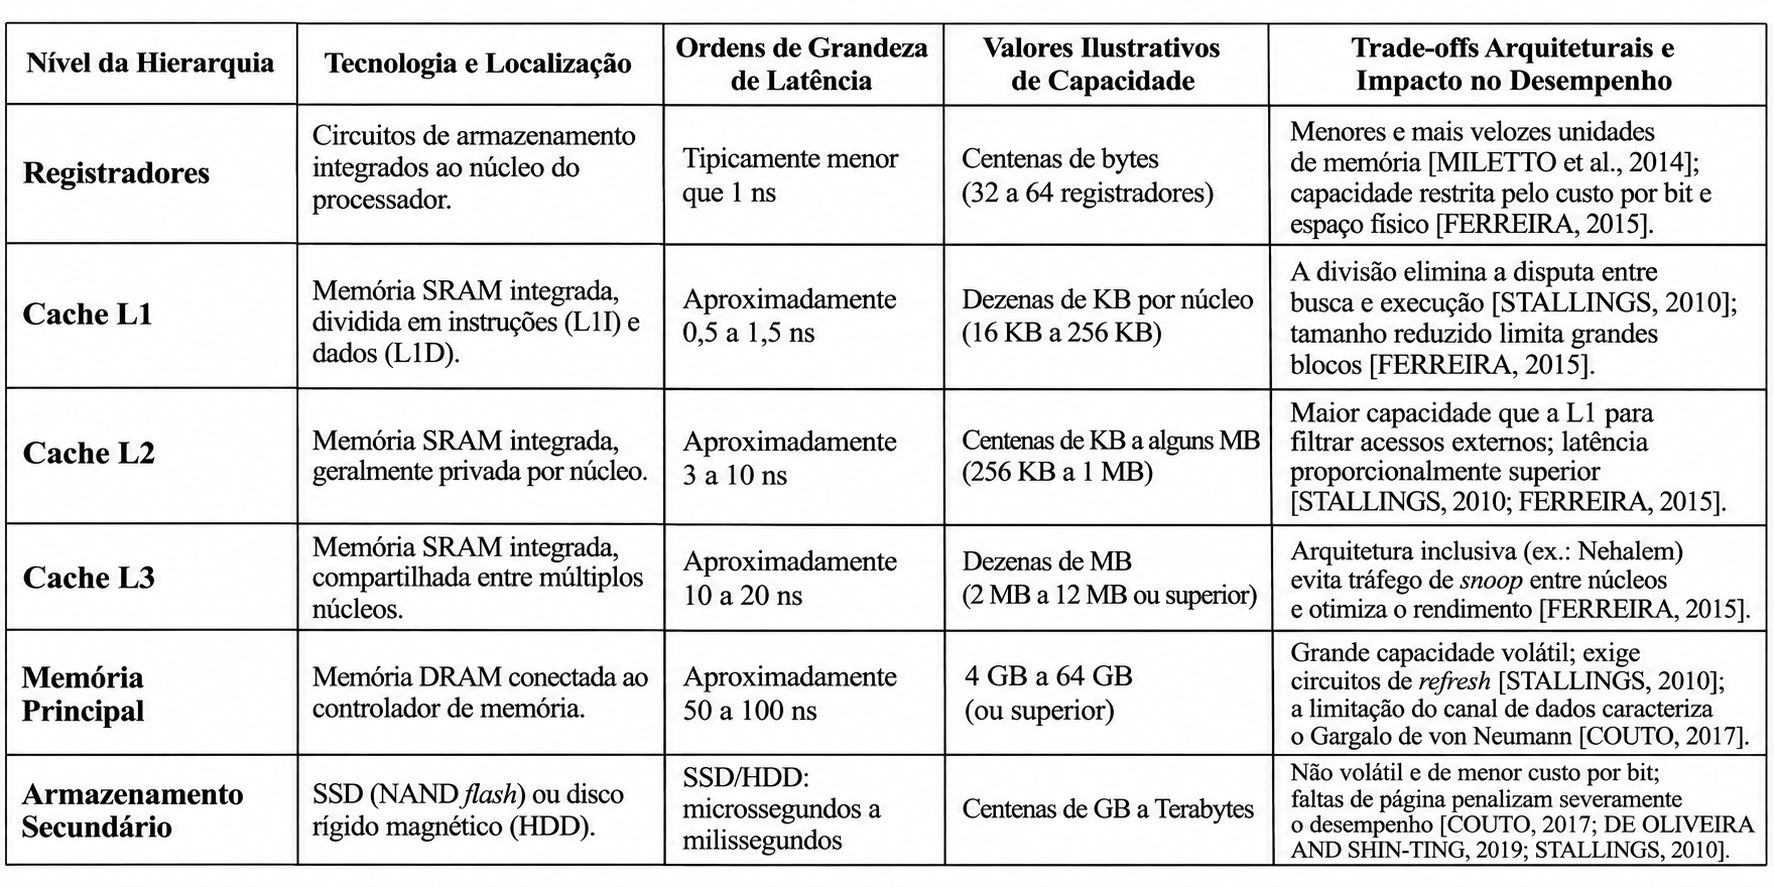 Nível da Hierarquia
Tecnologia e Localização
Ordens de Grandeza
de Latência
Valores Ilustrativos
de Capacidade
Trade-offs Arquiteturais e
Impacto no Desempenho
Registradores
Circuitos de armazenamento
integrados ao núcleo do
processador.
Tipicamente menor
que 1 ns
Centenas de bytes
(32 a 64 registradores)
Menores e mais velozes unidades
de memória [MILETTO et al., 2014];
capacidade restrita pelo custo por bit e
espaço físico [FERREIRA, 2015].
Cache L1
Memória SRAM integrada,
dividida em instruções (L1I) e
dados (L1D).
Aproximadamente
0,5 a 1,5 ns
Dezenas de KB por núcleo
(16 KB a 256 KB)
A divisão elimina a disputa entre
busca e execução [STALLINGS, 2010];
tamanho reduzido limita grandes
blocos [FERREIRA, 2015].
Cache L2
Memória SRAM integrada,
geralmente privada por núcleo.
Aproximadamente
3 a 10 ns
Centenas de KB a alguns MB
(256 KB a 1 MB)
Maior capacidade que a L1 para
filtrar acessos externos; latência
proporcionalmente superior
[STALLINGS, 2010; FERREIRA, 2015].
Cache L3
Memória SRAM integrada,
compartilhada entre múltiplos
núcleos.
Aproximadamente
10 a 20 ns
Dezenas de MB
(2 MB a 12 MB ou superior)
Arquitetura inclusiva (ex.: Nehalem)
evita tráfego de snoop entre núcleos
e otimiza o rendimento [FERREIRA, 2015].
Memória
Principal
Memória DRAM conectada ao
controlador de memória.
Aproximadamente
50 a 100 ns
4 GB a 64 GB
(ou superior)
Grande capacidade volátil; exige
circuitos de refresh [STALLINGS, 2010];
a limitação do canal de dados caracteriza
o Gargalo de von Neumann [COUTO, 2017].
Armazenamento
Secundário
SSD (NAND flash) ou disco
rígido magnético (HDD).
SSD/HDD:
microssegundos a
milissegundos
Centenas de GB a Terabytes
Não volátil e de menor custo por bit;
faltas de página penalizam severamente
o desempenho [COUTO, 2017; DE OLIVEIRA
AND SHIN-TING, 2019; STALLINGS, 2010].